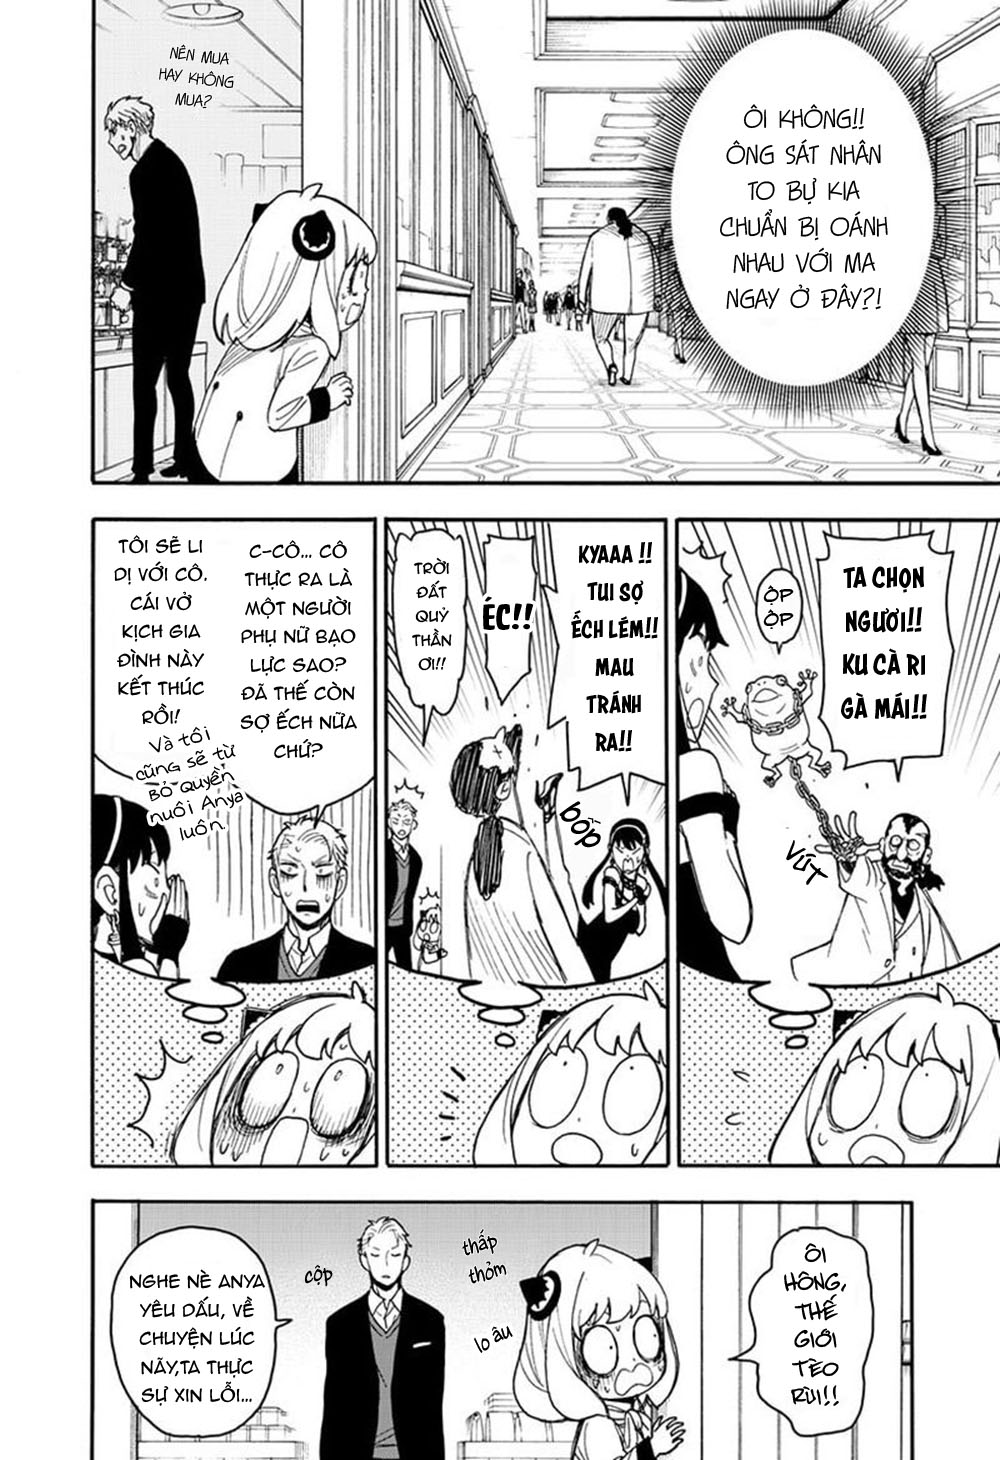 ÔI KHÔNG!!
ÔNG SÁT NHÂN
TO BỰ KIA
CHUẨN BỊ OÁNH
NHAU VỚI MA
NGAY Ở ĐÂY?!
NÊN MUA
HAY KHÔNG
MUA?
TA CHỌN
NGƯƠI!!
KU CÀ RI
GÀ MÁI!!
ỘP
ỘP
VÚT
KYAAA !!
TUI SỢ
ẾCH LÉM!!
MAU
TRÁNH
RA!!
BỐP
ÉC!!
TRỜI
ĐẤT
QUỶ
THẦN
ƠI!!
C-CÔ... CÔ
THỰC RA LÀ
MỘT NGƯỜI
PHỤ NỮ BẠO
LỰC SAO?
ĐÃ THẾ CÒN
SỢ ẾCH NỮA
CHỨ?
TÔI SẼ LI
DỊ VỚI CÔ.
CÁI VỞ
KỊCH GIA
ĐÌNH NÀY
KẾT THÚC
RỒI!
Và tôi
cũng sẽ từ
Bỏ Quyền
nuôi Anya
luôn.
ÔI
HÔNG,
THẾ
GIỚI
TÈO
RÙI!!
thấp
thỏm
lo âu
cộp
NGHE NÈ ANYA
YÊU DẤU, VỀ
CHUYỆN LÚC
NÃY,TA THỰC
SỰ XIN LỖI...